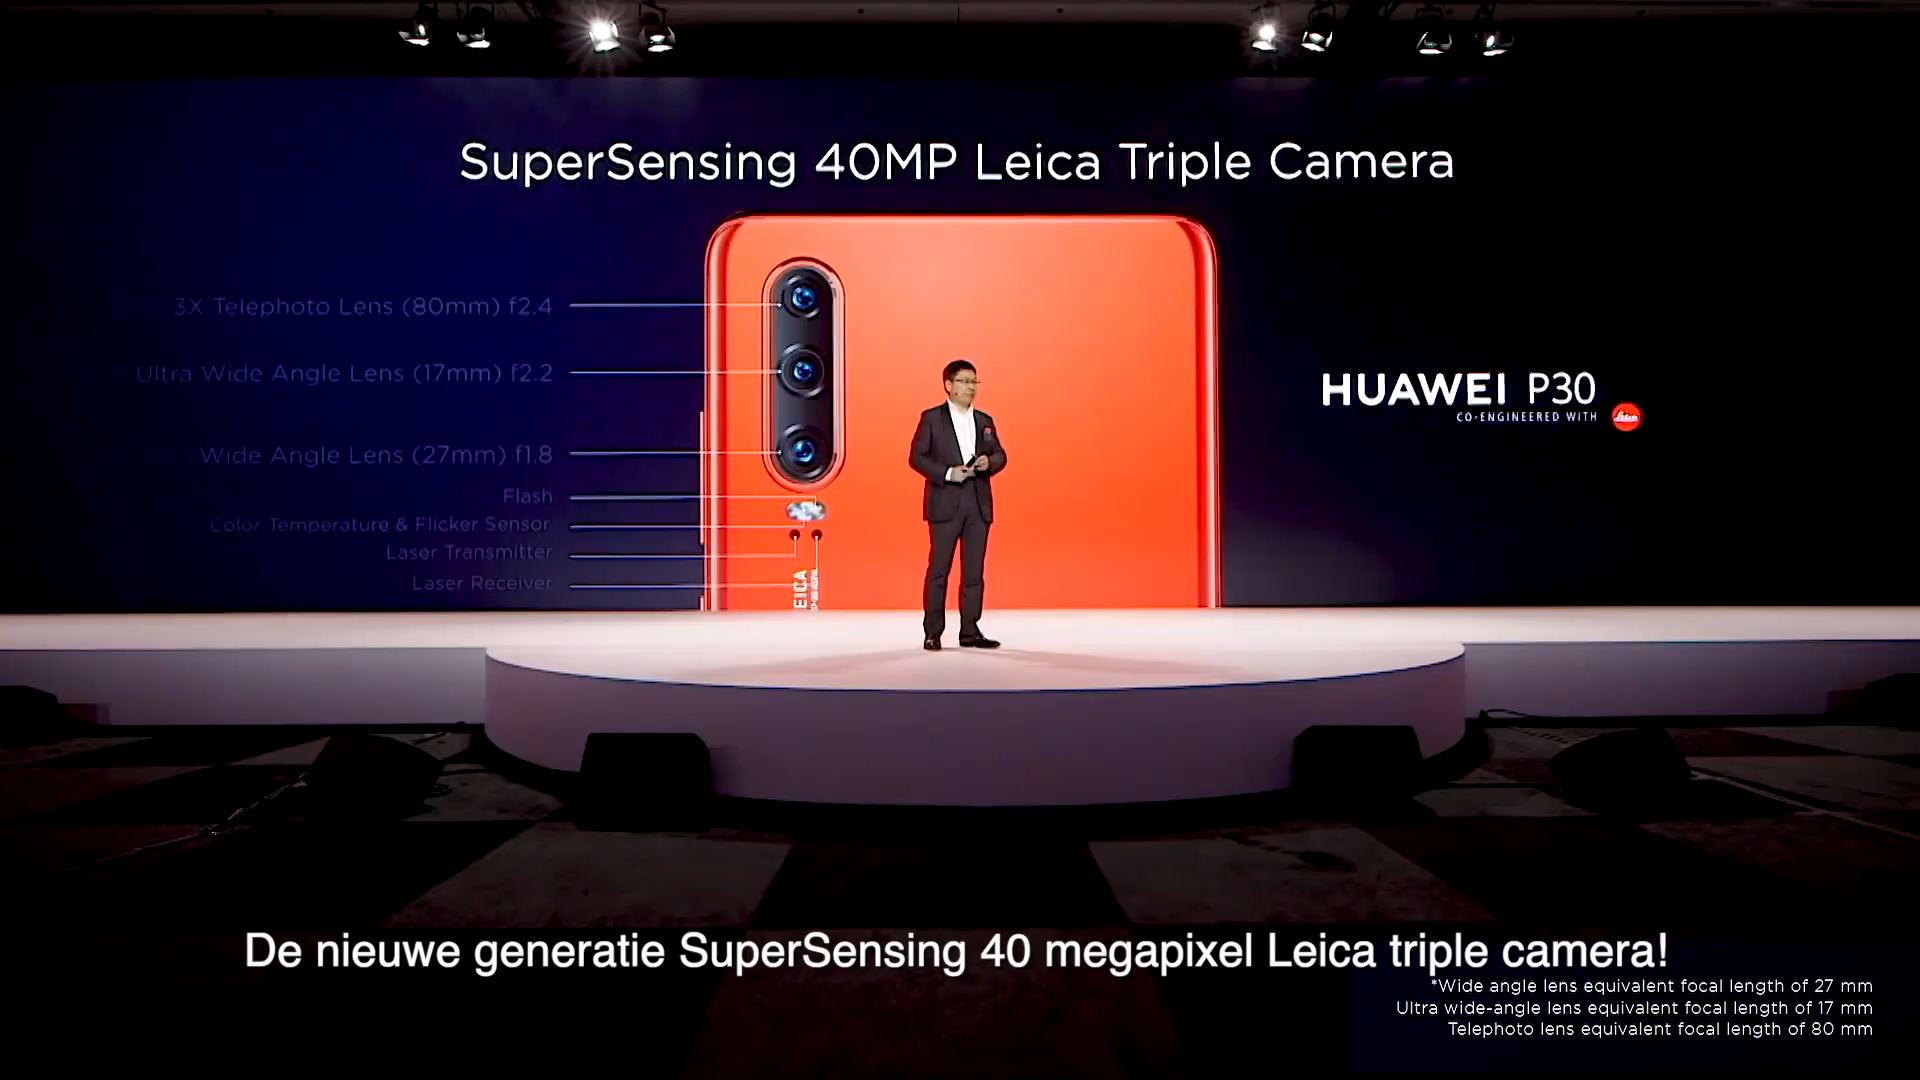 SuperSensing 40MP Leica Triple Camera
3X Telephoto Lens (80mm) f2.4
Ultra Wide Angle Lens (17mm) f2.2
Wide Angle Lens (27mm) f1.8
Flash
Color Temperature & Flicker Sensor
Laser Transmitter
Laser Receiver
HUAWEI P30
CO-ENGINEERED WITH
Leica
De nieuwe generatie SuperSensing 40 megapixel Leica triple camera!
*Wide angle lens equivalent focal length of 27 mm
Ultra wide-angle lens equivalent focal length of 17 mm
Telephoto lens equivalent focal length of 80 mm